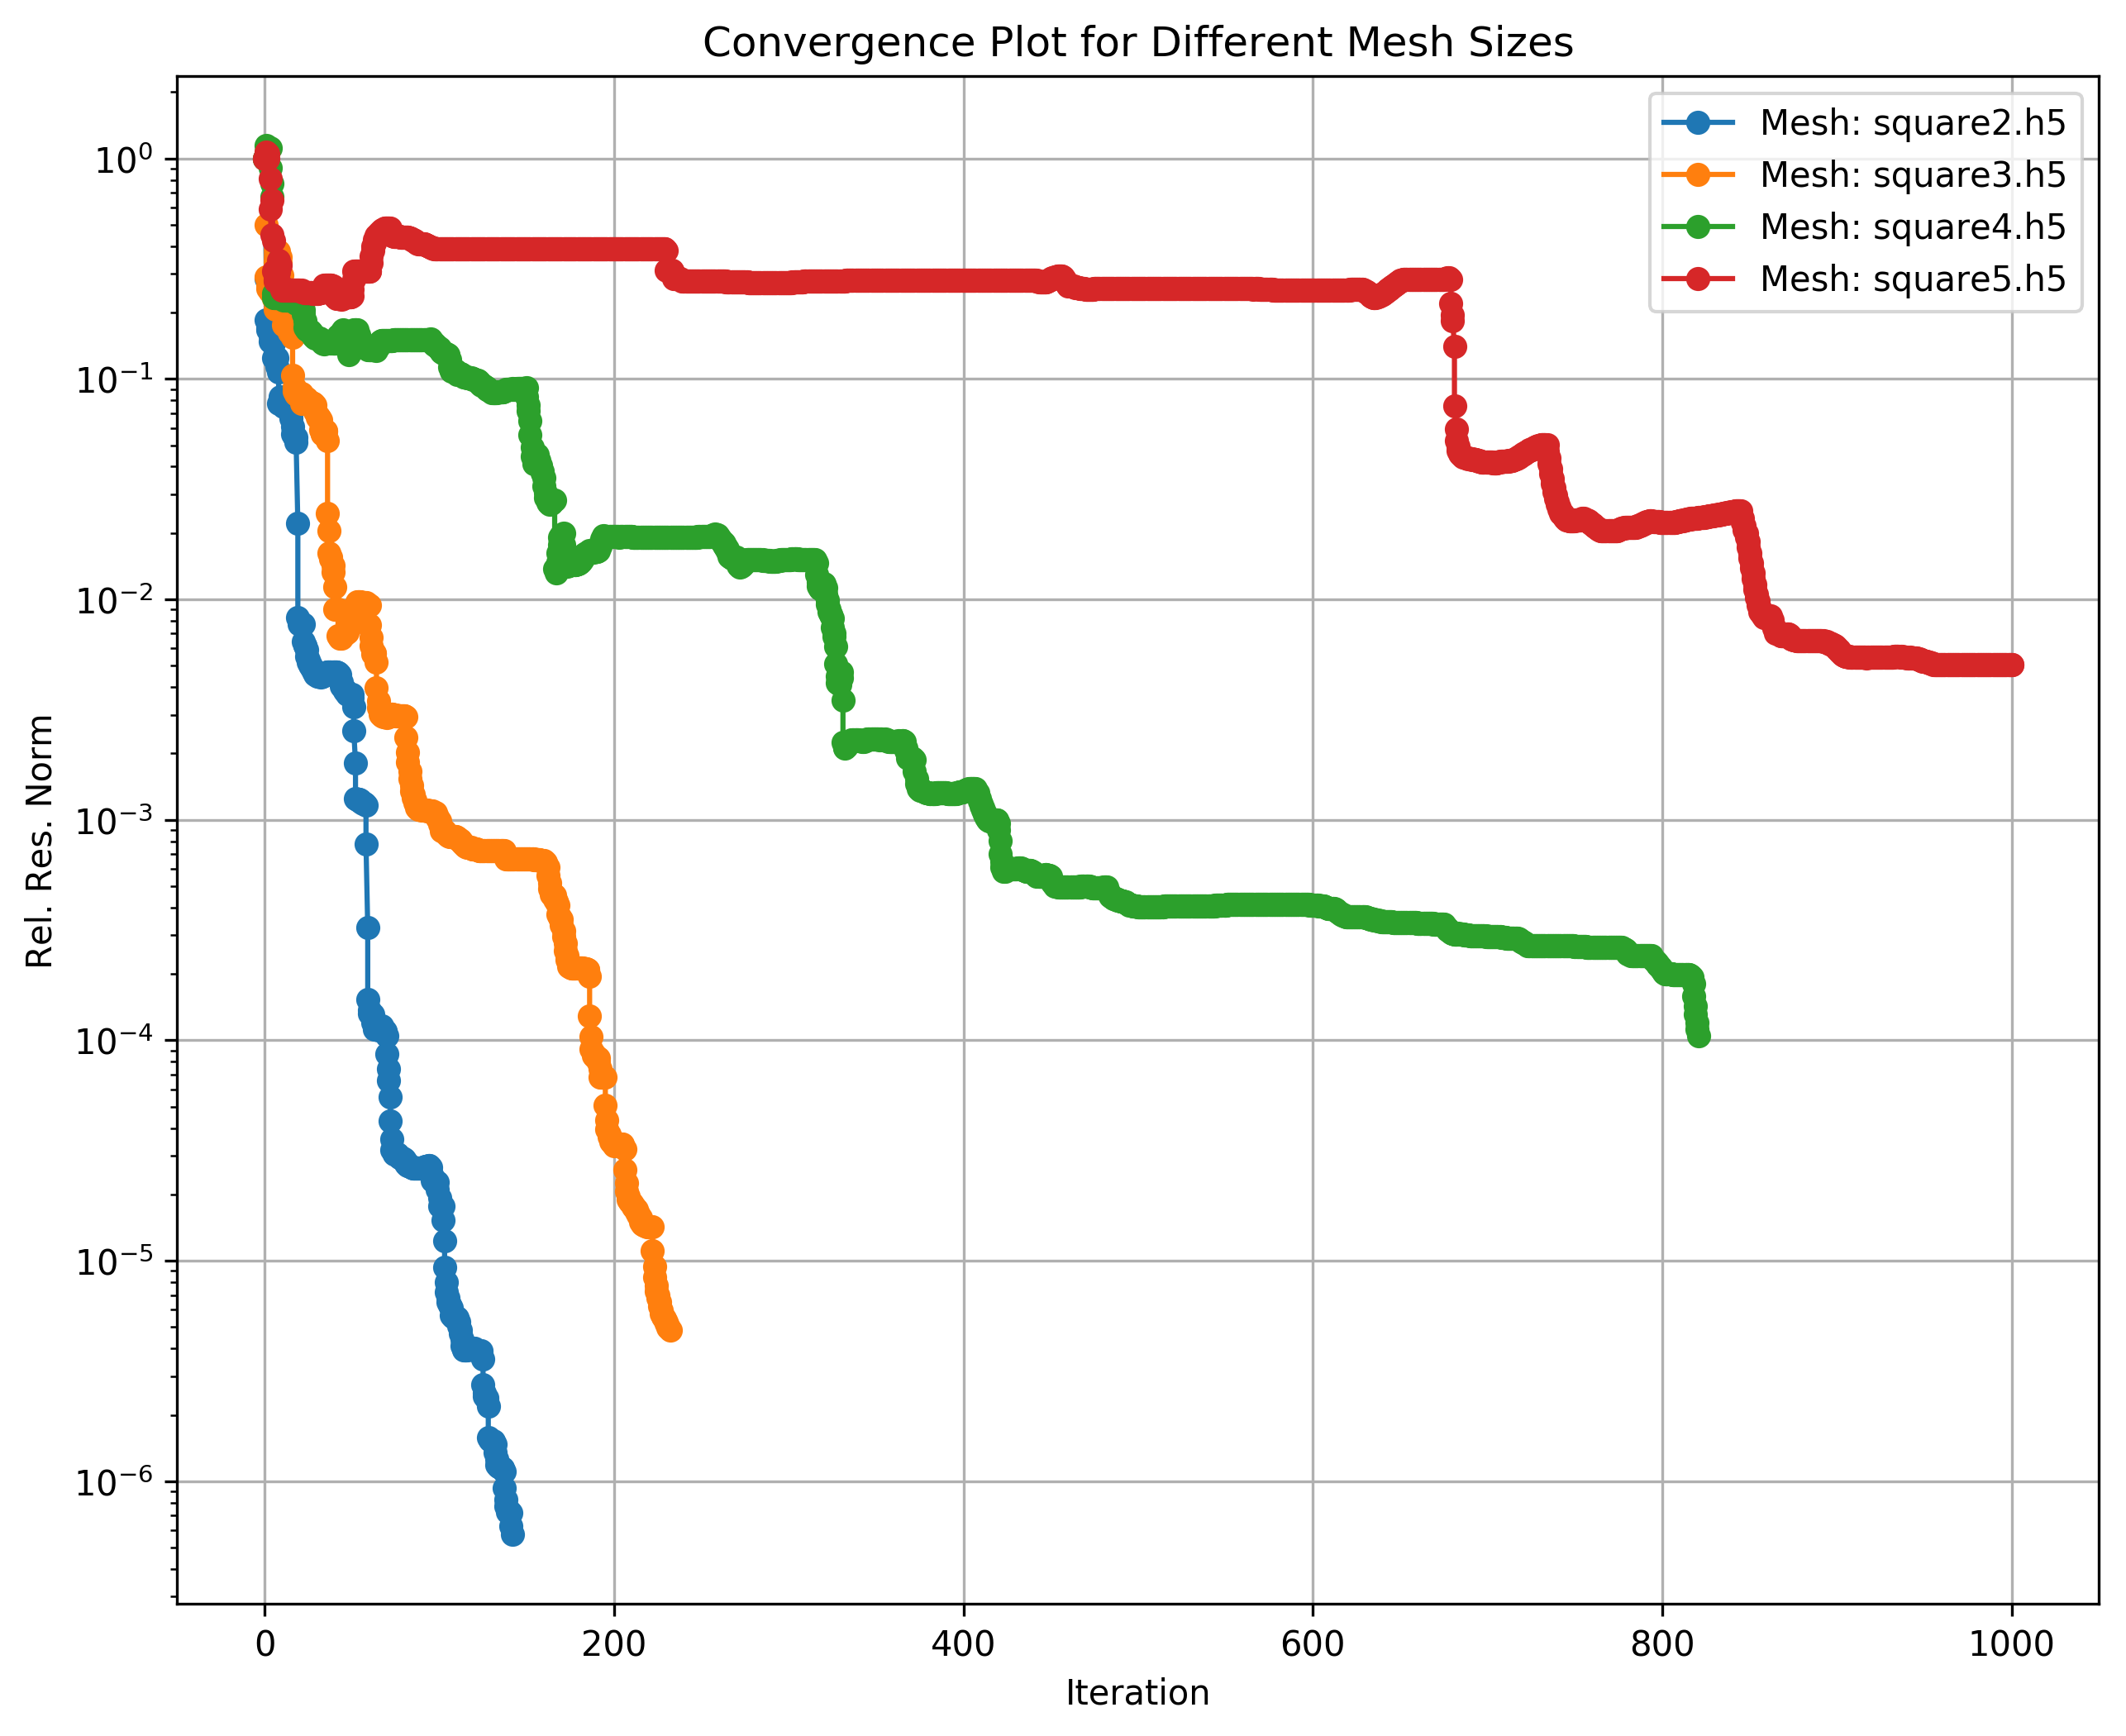 Convergence Plot for Different Mesh Sizes
Mesh: square2.h5
Mesh: square3.h5
Mesh: square4.h5
Mesh: square5.h5
10⁰
10⁻¹
10⁻²
10⁻³
10⁻⁴
10⁻⁵
10⁻⁶
Rel. Res. Norm
0 200 400 600 800 1000
Iteration